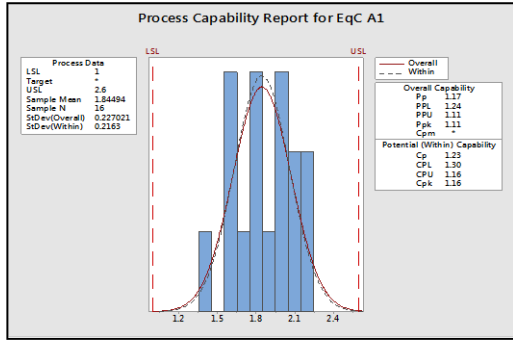 Process Capability Report for EqC A1
LSL
USL
Process Data
LSL 1
Target *
USL 2.6
Sample Mean 1.84494
Sample N 16
StDev(Overall) 0.227021
StDev(Within) 0.2163
Overall
Within
Overall Capability
Pp 1.17
PPL 1.24
PPU 1.11
Ppk 1.11
Cpm *
Potential (Within) Capability
Cp 1.23
CPL 1.30
CPU 1.16
Cpk 1.16
1.2 1.5 1.8 2.1 2.4